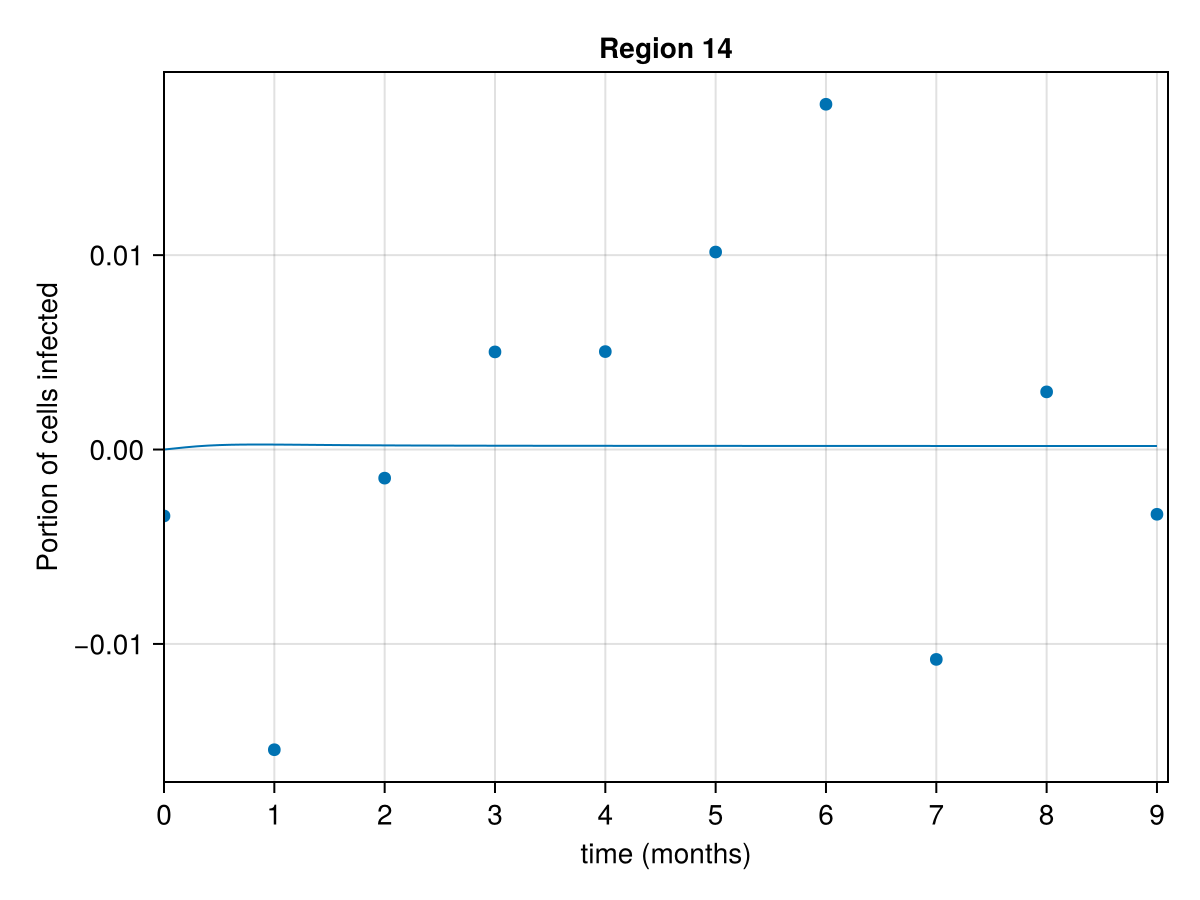 Region 14
Portion of cells infected
0.01
0.00
−0.01
0 1 2 3 4 5 6 7 8 9
time (months)